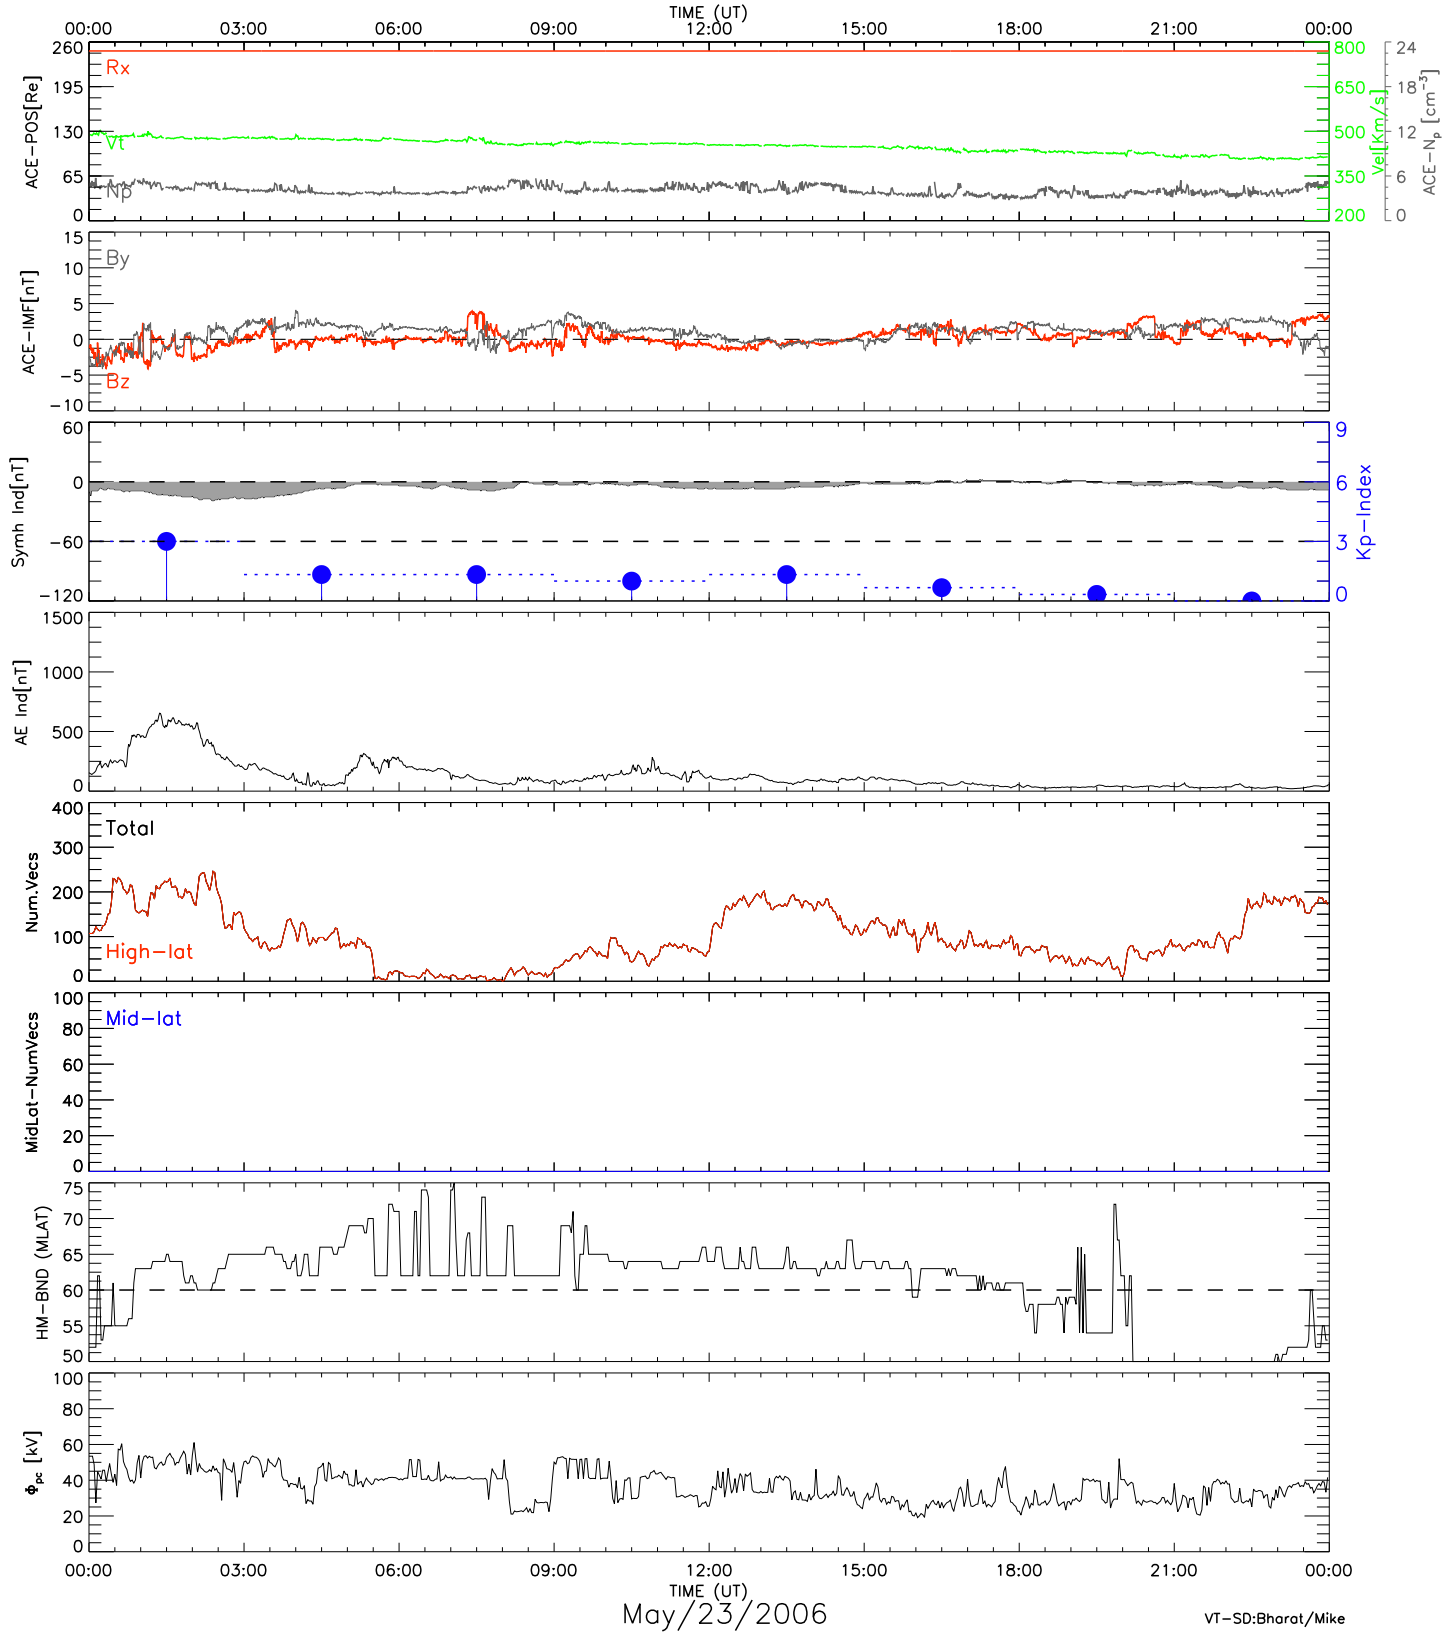 TIME (UT)
00:00 03:00 06:00 09:00 12:00 15:00 18:00 21:00 00:00
260 195 130 65 0
ACE-POS[Re]
Rx
Vt
Np
800 650 500 350 200
Vel[Km/s]
24 18 12 6 0
ACE-Np [cm⁻³]
15 10 5 0 -5 -10
ACE-IMF[nT]
By
Bz
60 0 -60 -120
Symh Ind[nT]
9 6 3 0
Kp-Index
1500 1000 500 0
AE Ind[nT]
400 300 200 100 0
Num.Vecs
Total
High-lat
100 80 60 40 20 0
MidLat-NumVecs
Mid-lat
75 70 65 60 55 50
HM-BND (MLAT)
100 80 60 40 20 0
Φpc [kV]
00:00 03:00 06:00 09:00 12:00 15:00 18:00 21:00 00:00
TIME (UT)
May/23/2006
VT-SD:Bharat/Mike